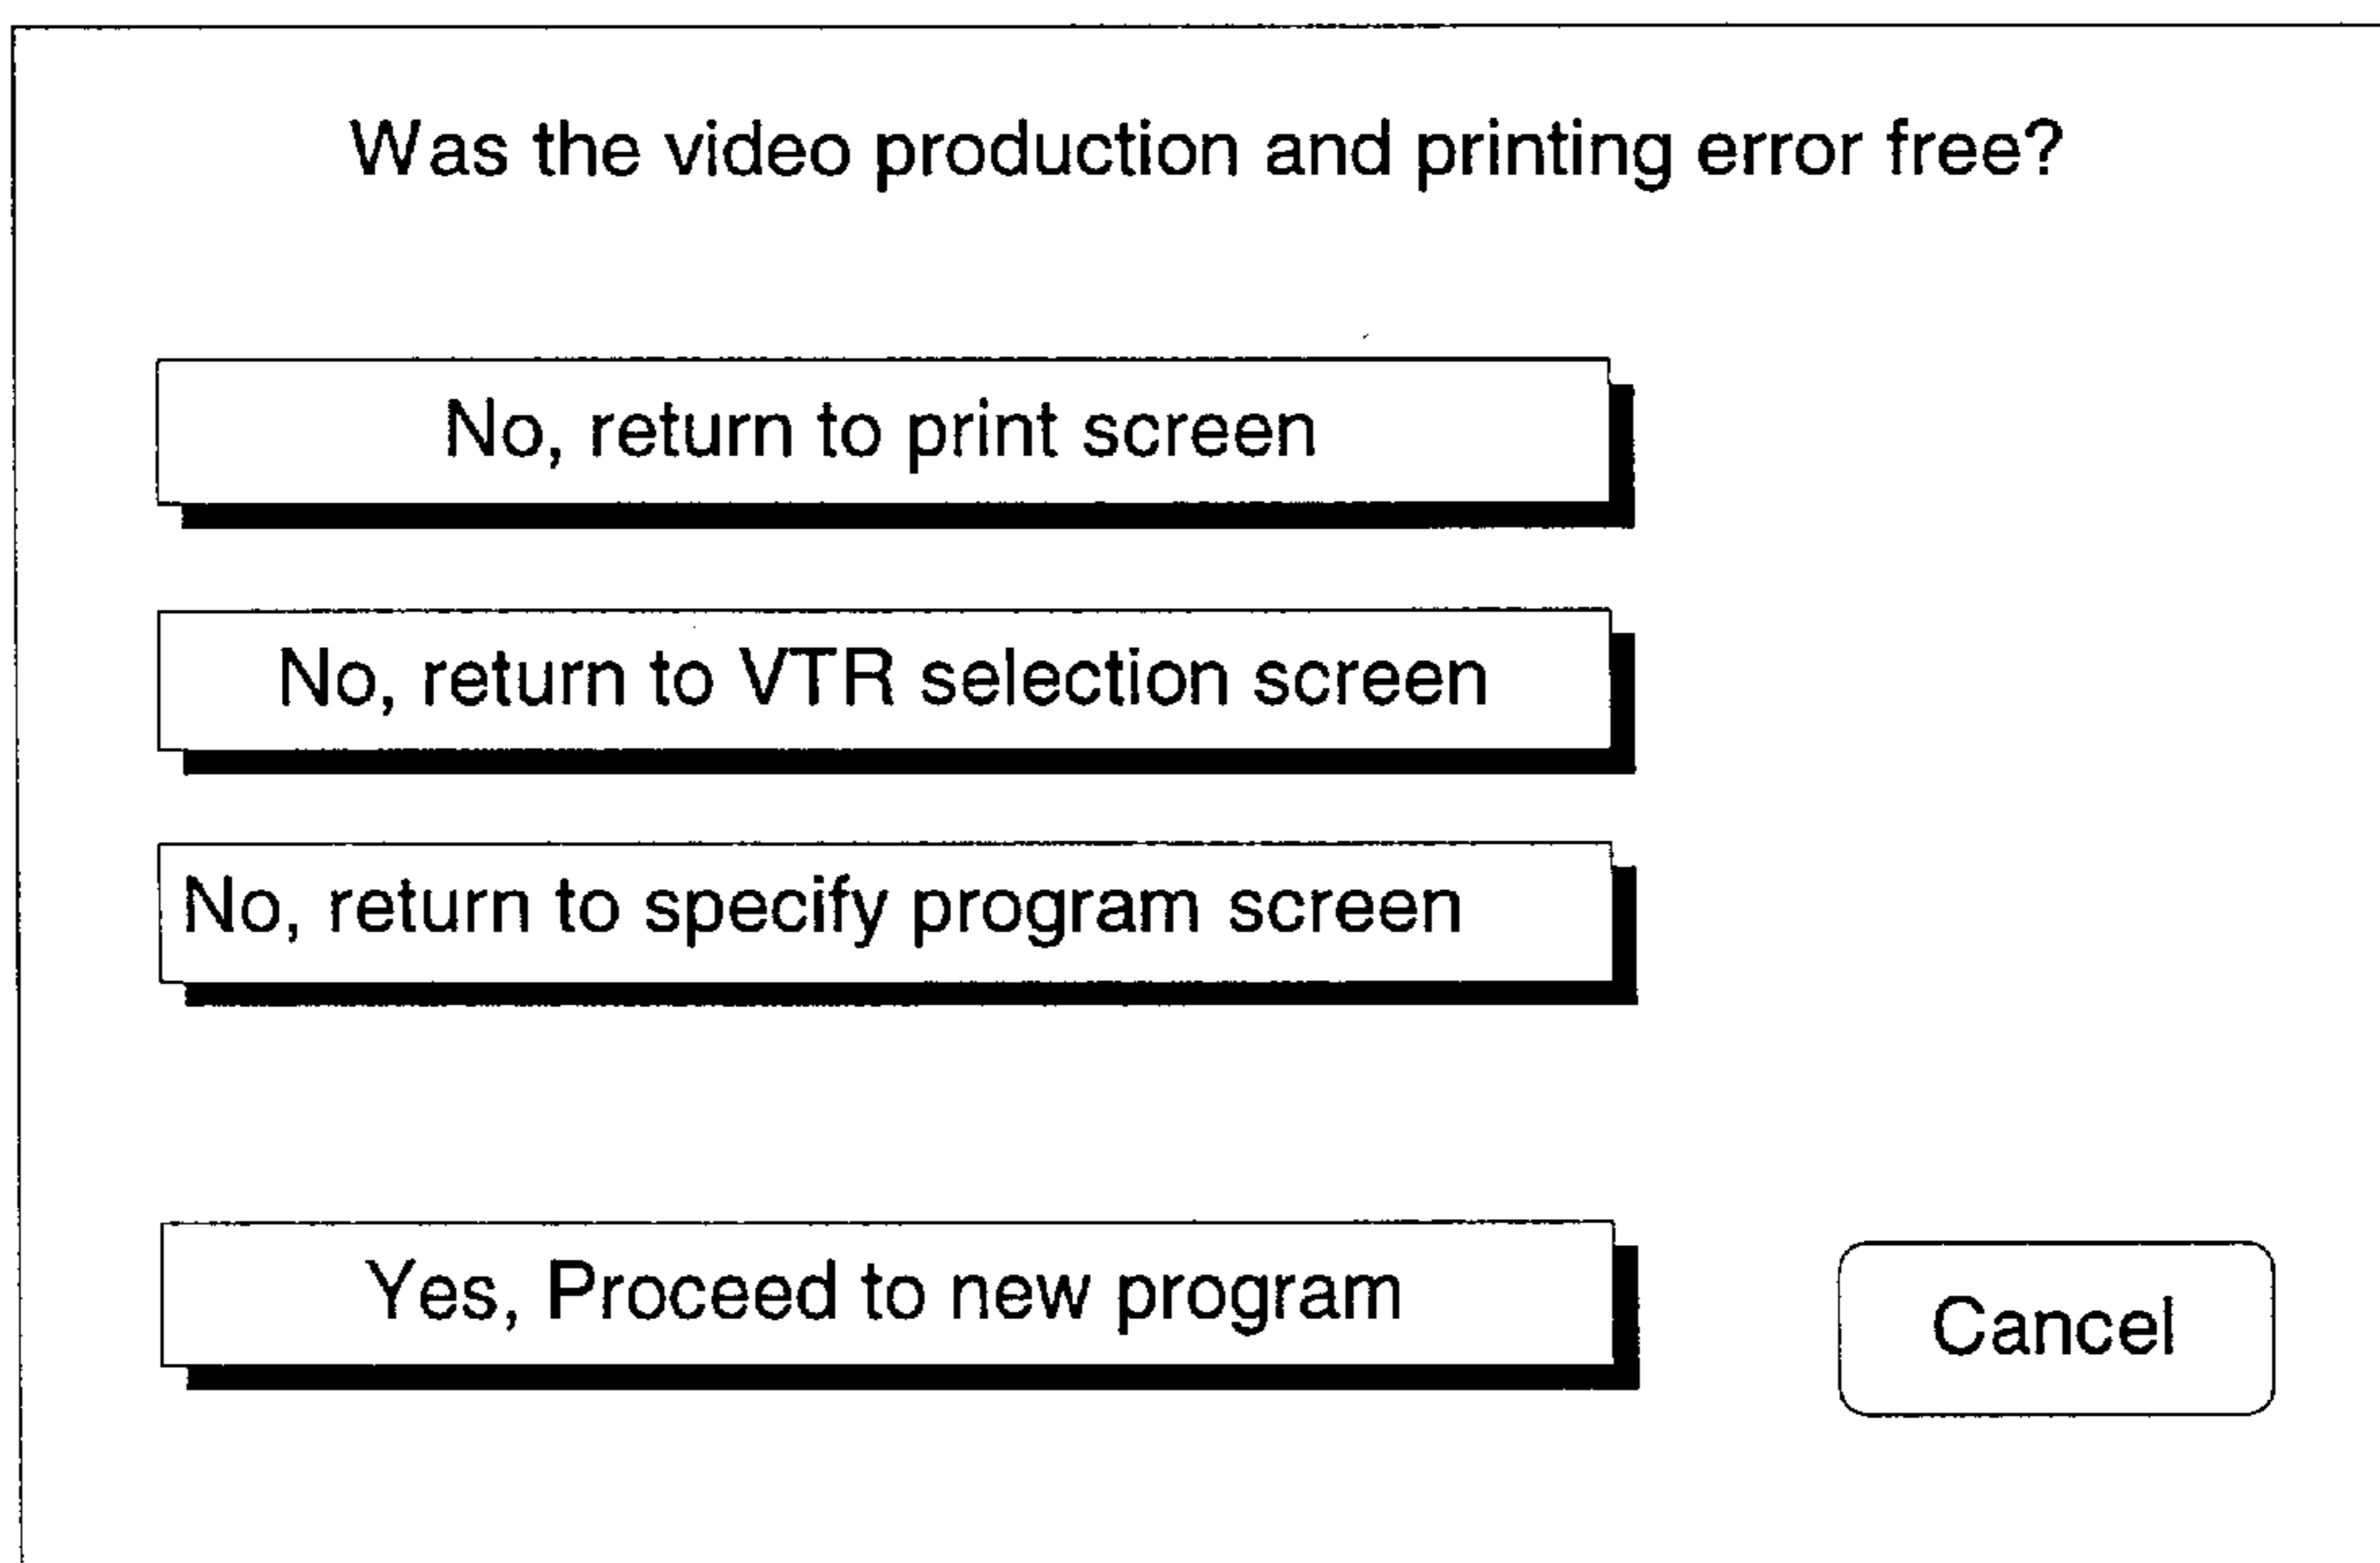 Was the video production and printing error free?
No, return to print screen
No, return to VTR selection screen
No, return to specify program screen
Yes, Proceed to new program
Cancel